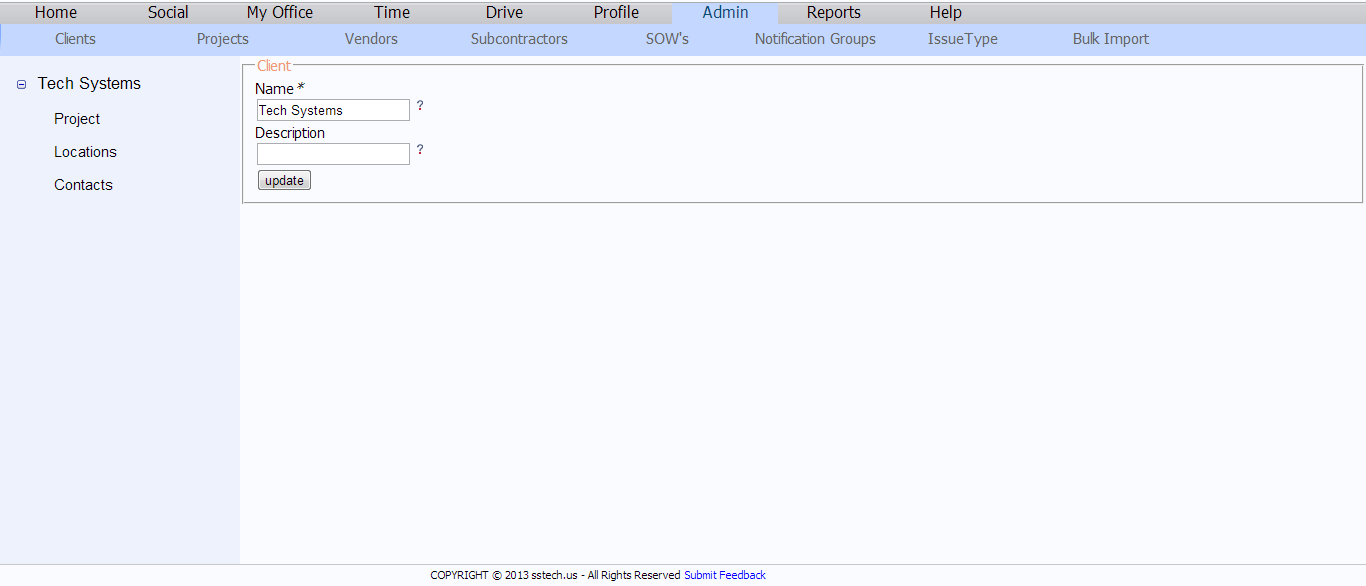 Home Social My Office Time Drive Profile Admin Reports Help
Clients Projects Vendors Subcontractors SOW's Notification Groups IssueType Bulk Import
Tech Systems
Project
Locations
Contacts
Client
Name *
Tech Systems ?
Description
?
update
COPYRIGHT © 2013 sstech.us - All Rights Reserved Submit Feedback